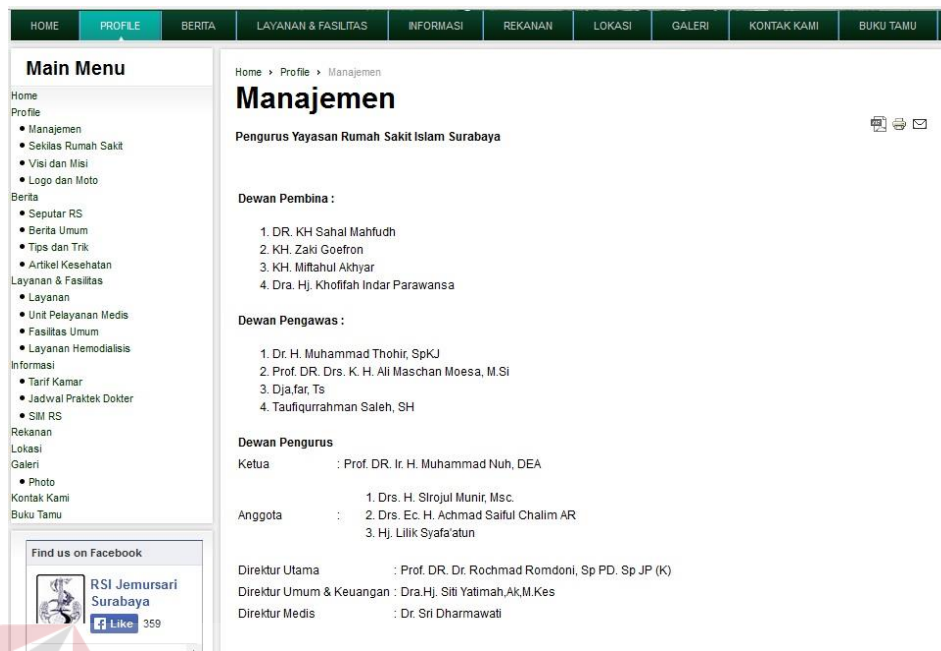 HOME PROFILE BERITA LAYANAN & FASILITAS INFORMASI REKANAN LOKASI GALERI KONTAK KAMI BUKU TAMU
Main Menu
Home
Profile
• Manajemen
• Sekilas Rumah Sakit
• Visi dan Misi
• Logo dan Moto
Berita
• Seputar RS
• Berita Umum
• Tips dan Trik
• Artikel Kesehatan
Layanan & Fasilitas
• Layanan
• Unit Pelayanan Medis
• Fasilitas Umum
• Layanan Hemodialisis
Informasi
• Tarif Kamar
• Jadwal Praktek Dokter
• SIM RS
Rekanan
Lokasi
Galeri
• Photo
Kontak Kami
Buku Tamu
Find us on Facebook
RSI Jemursari
Surabaya
Like 359
Home › Profile › Manajemen
Manajemen
Pengurus Yayasan Rumah Sakit Islam Surabaya
Dewan Pembina :
1. DR. KH Sahal Mahfudh
2. KH. Zaki Goefron
3. KH. Miftahul Akhyar
4. Dra. Hj. Khofifah Indar Parawansa
Dewan Pengawas :
1. Dr. H. Muhammad Thohir, SpKJ
2. Prof. DR. Drs. K. H. Ali Maschan Moesa, M.Si
3. Dja,far, Ts
4. Taufiqurrahman Saleh, SH
Dewan Pengurus
Ketua : Prof. DR. Ir. H. Muhammad Nuh, DEA
1. Drs. H. SIrojul Munir, Msc.
Anggota : 2. Drs. Ec. H. Achmad Saiful Chalim AR
3. Hj. Lilik Syafa'atun
Direktur Utama : Prof. DR. Dr. Rochmad Romdoni, Sp PD. Sp JP (K)
Direktur Umum & Keuangan : Dra.Hj. Siti Yatimah,Ak,M.Kes
Direktur Medis : Dr. Sri Dharmawati